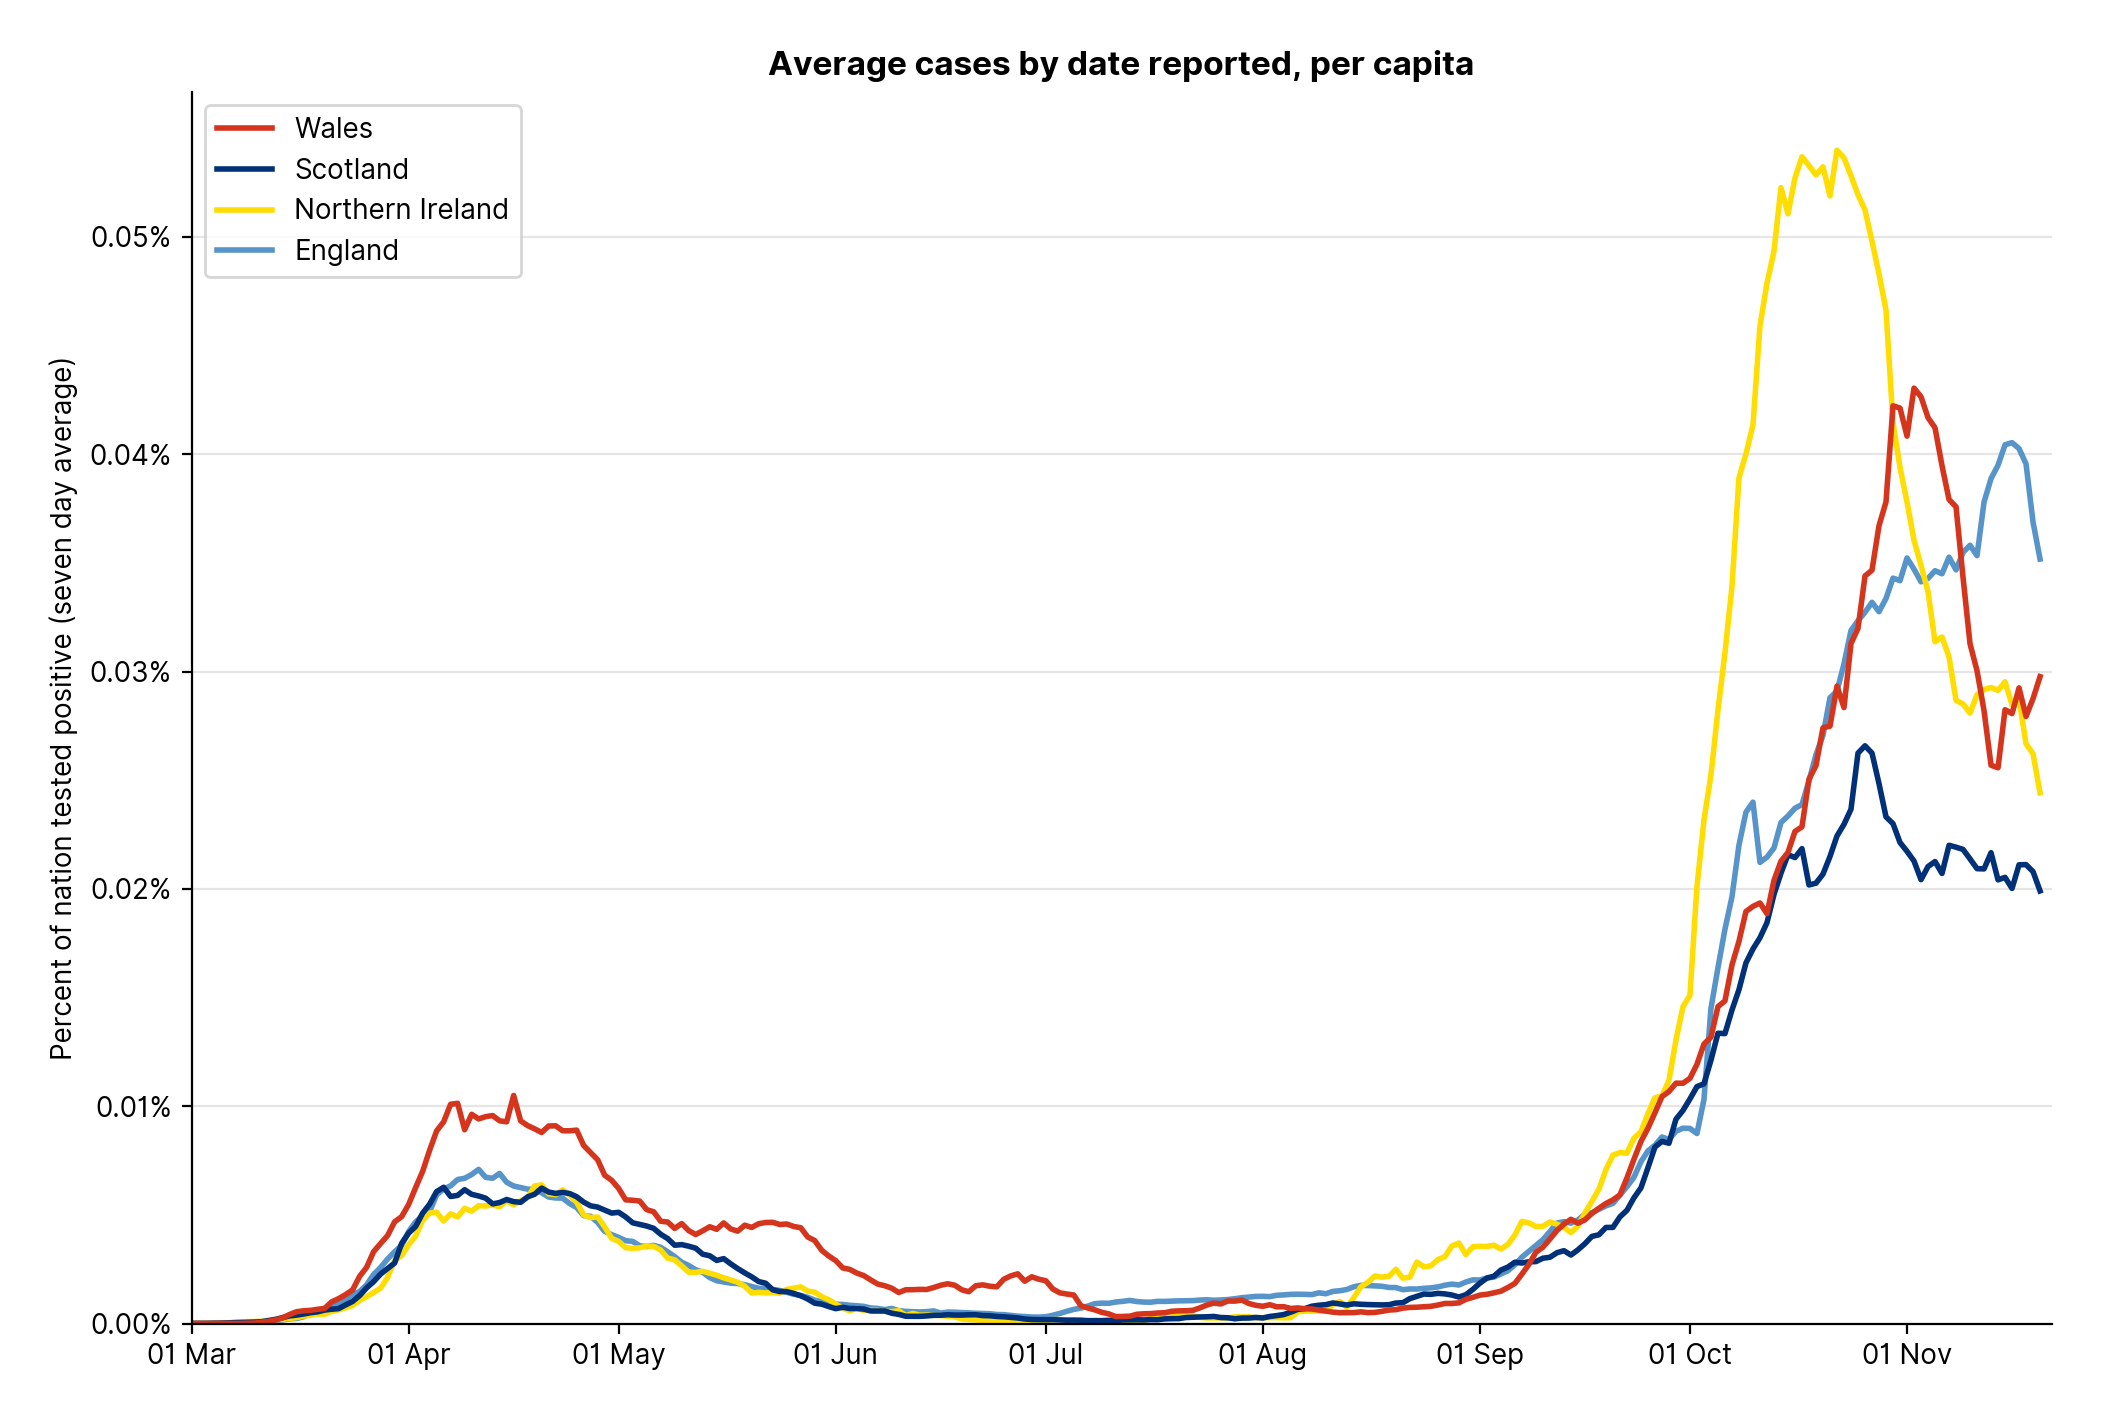 Average cases by date reported, per capita
Wales
Scotland
Northern Ireland
England
Percent of nation tested positive (seven day average)
0.05%
0.04%
0.03%
0.02%
0.01%
0.00%
01 Mar
01 Apr
01 May
01 Jun
01 Jul
01 Aug
01 Sep
01 Oct
01 Nov